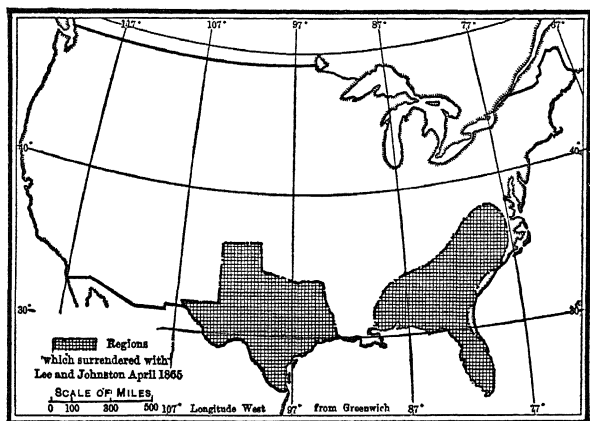 117° 107° 97° 87° 77° 67°
40° 40°
30° 30°
Regions
which surrendered with
Lee and Johnston April 1865
SCALE OF MILES
0 100 300 500
107° Longitude West 97° from Greenwich 87° 77°